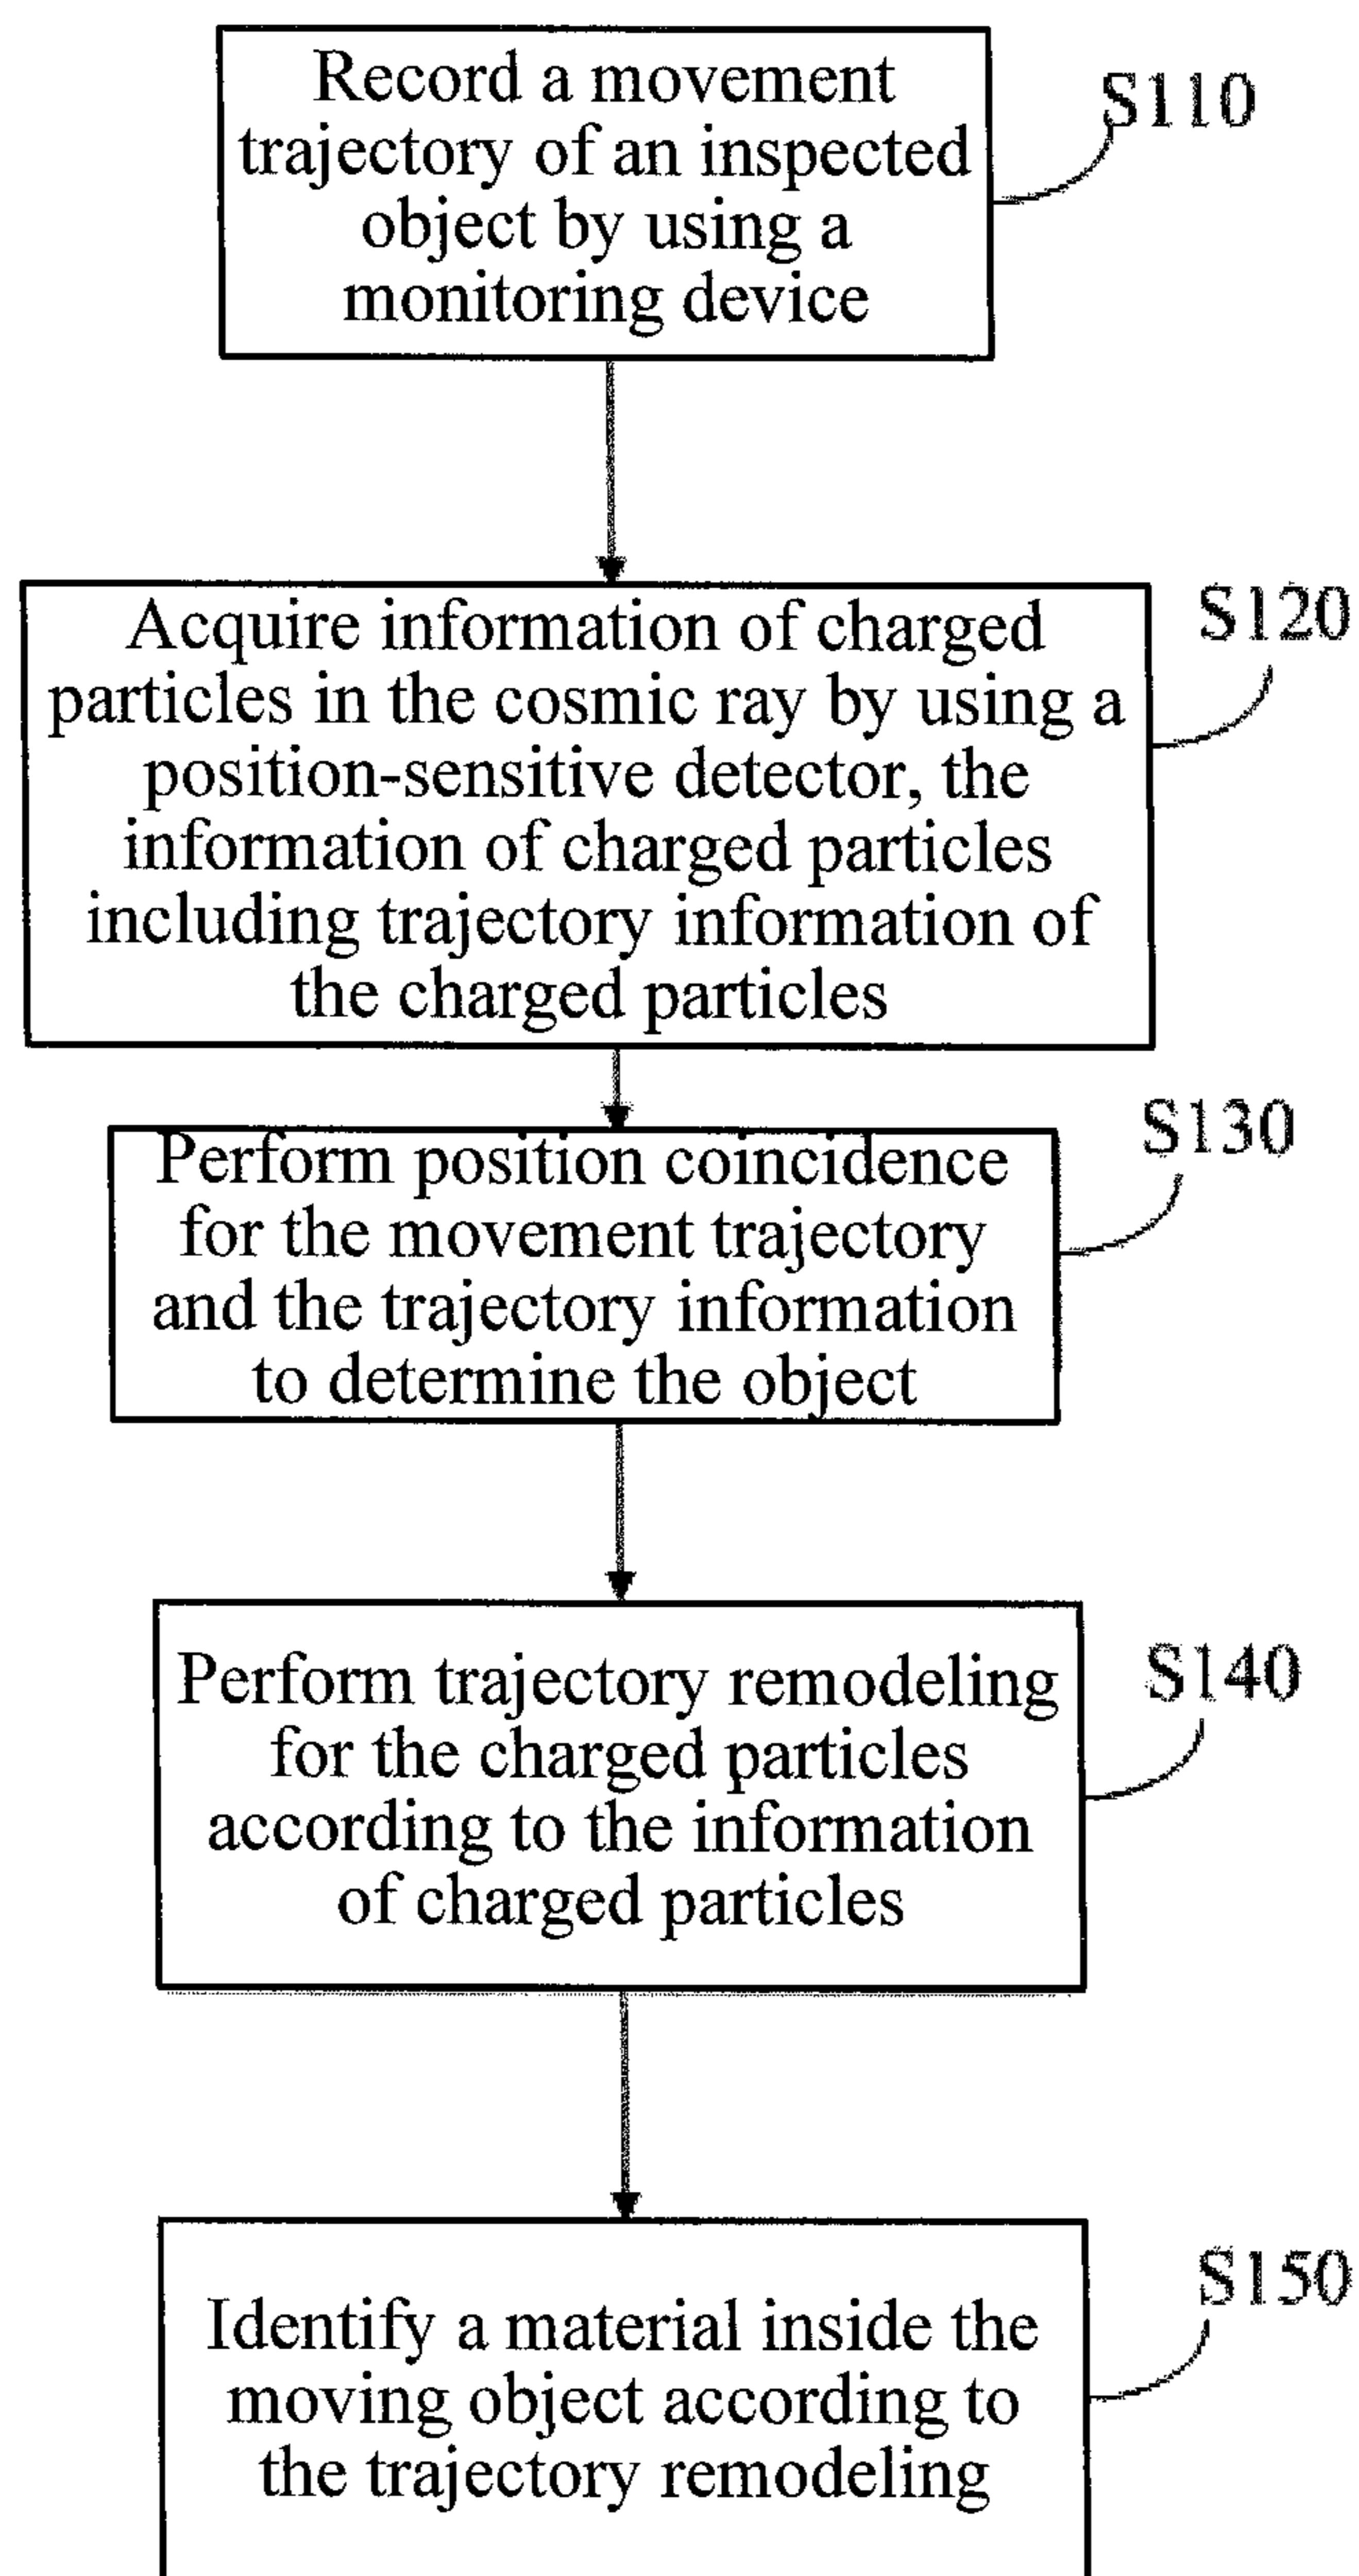 Record a movement
trajectory of an inspected
object by using a
monitoring device
S110
Acquire information of charged
particles in the cosmic ray by using a
position-sensitive detector, the
information of charged particles
including trajectory information of
the charged particles
S120
Perform position coincidence
for the movement trajectory
and the trajectory information
to determine the object
S130
Perform trajectory remodeling
for the charged particles
according to the information
of charged particles
S140
Identify a material inside the
moving object according to
the trajectory remodeling
S150